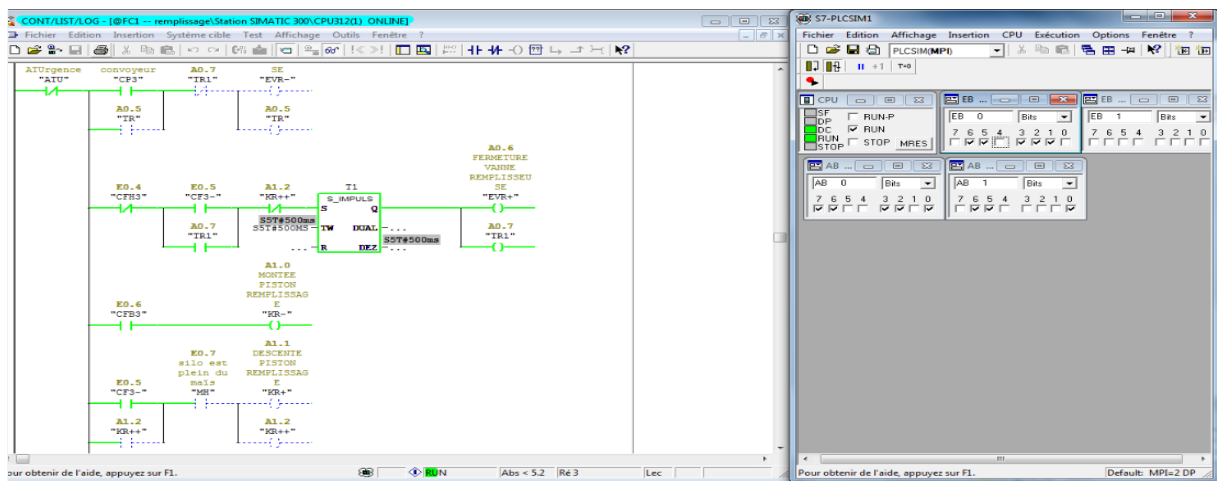 CONT/LIST/LOG - [@FC1 -- remplissage\Station SIMATIC 300\CPU312(1) ONLINE]
Fichier Edition Insertion Système cible Test Affichage Outils Fenêtre ?
ATUrgence convoyeur A0.7 SE
"ATU" "CP3" "TR1" "EVR-"
A0.5 A0.5
"TR" "TR"
A0.6
FERMETURE
VANNE
REMPLISSEU
E0.4 E0.5 A1.2 T1 SE
"CFH3" "CF3-" "KR++" S_IMPULS "EVR+"
S Q
S5T#500ms
A0.7 S5T#500MS TW DUAL ... A0.7
"TR1" S5T#500ms "TR1"
... R DEZ ...
A1.0
MONTEE
PISTON
REMPLISSAG
E0.6 E
"CFB3" "KR-"
A1.1
E0.7 DESCENTE
silo est PISTON
plein du REMPLISSAG
E0.5 maïs E
"CF3-" "MH" "KR+"
A1.2 A1.2
"KR++" "KR++"
Pour obtenir de l'aide, appuyez sur F1. RUN Abs < 5.2 Ré 3 Lec
S7-PLCSIM1
Fichier Edition Affichage Insertion CPU Exécution Options Fenêtre ?
PLCSIM(MPI)
+1 T=0
CPU EB ... EB ...
SF
DP RUN-P
DC RUN
RUN
STOP STOP MRES
EB 0 Bits EB 1 Bits
7 6 5 4 3 2 1 0 7 6 5 4 3 2 1 0
AB ... AB ...
AB 0 Bits AB 1 Bits
7 6 5 4 3 2 1 0 7 6 5 4 3 2 1 0
Pour obtenir de l'aide, appuyez sur F1. Default: MPI=2 DP